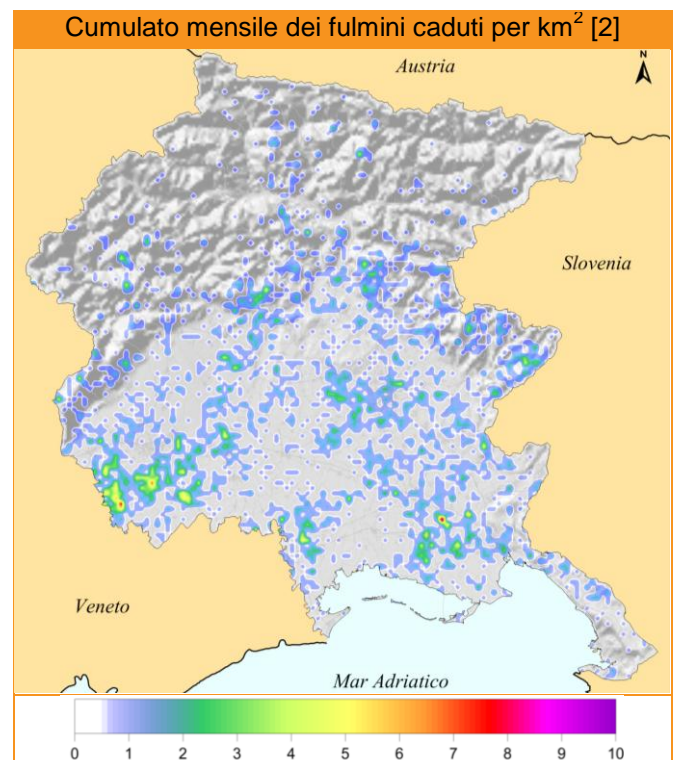 Cumulato mensile dei fulmini caduti per km² [2]
Austria
N
Slovenia
Veneto
Mar Adriatico
0 1 2 3 4 5 6 7 8 9 10